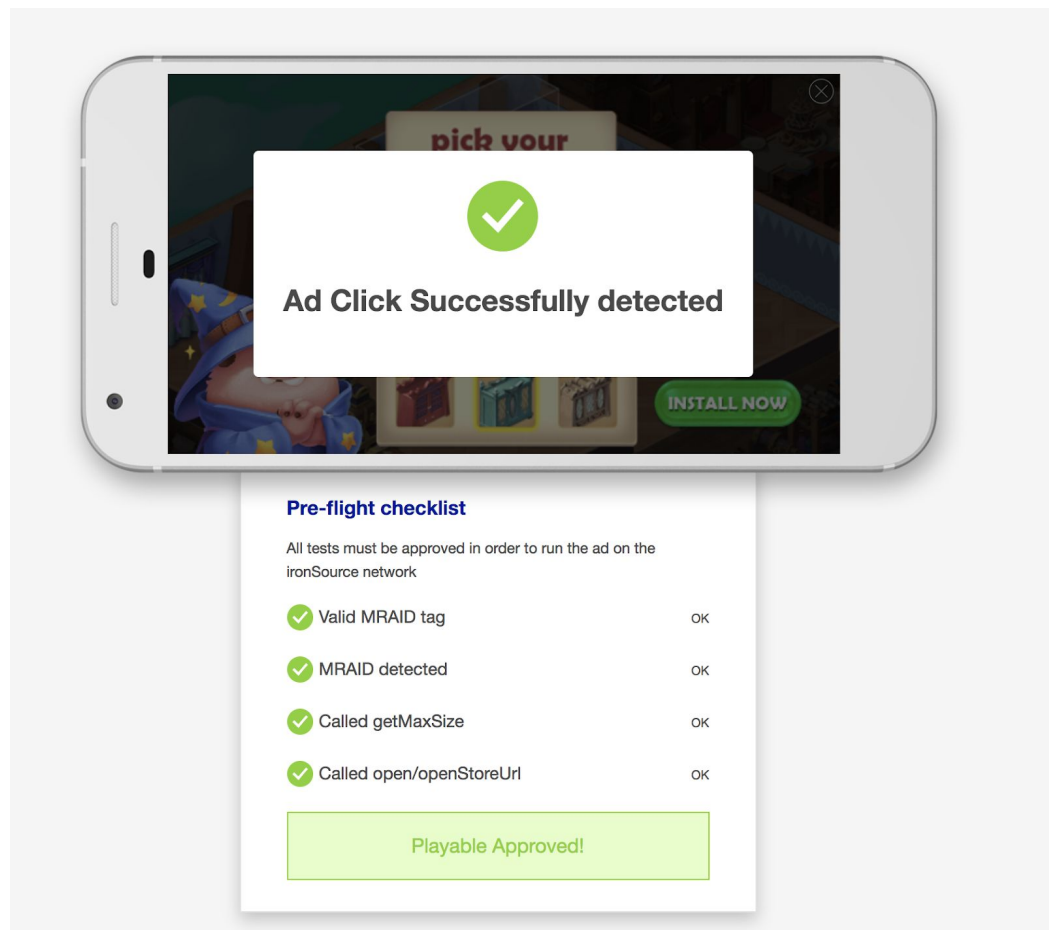 pick your
Ad Click Successfully detected
INSTALL NOW
Pre-flight checklist
All tests must be approved in order to run the ad on the
ironSource network
Valid MRAID tag OK
MRAID detected OK
Called getMaxSize OK
Called open/openStoreUrl OK
Playable Approved!